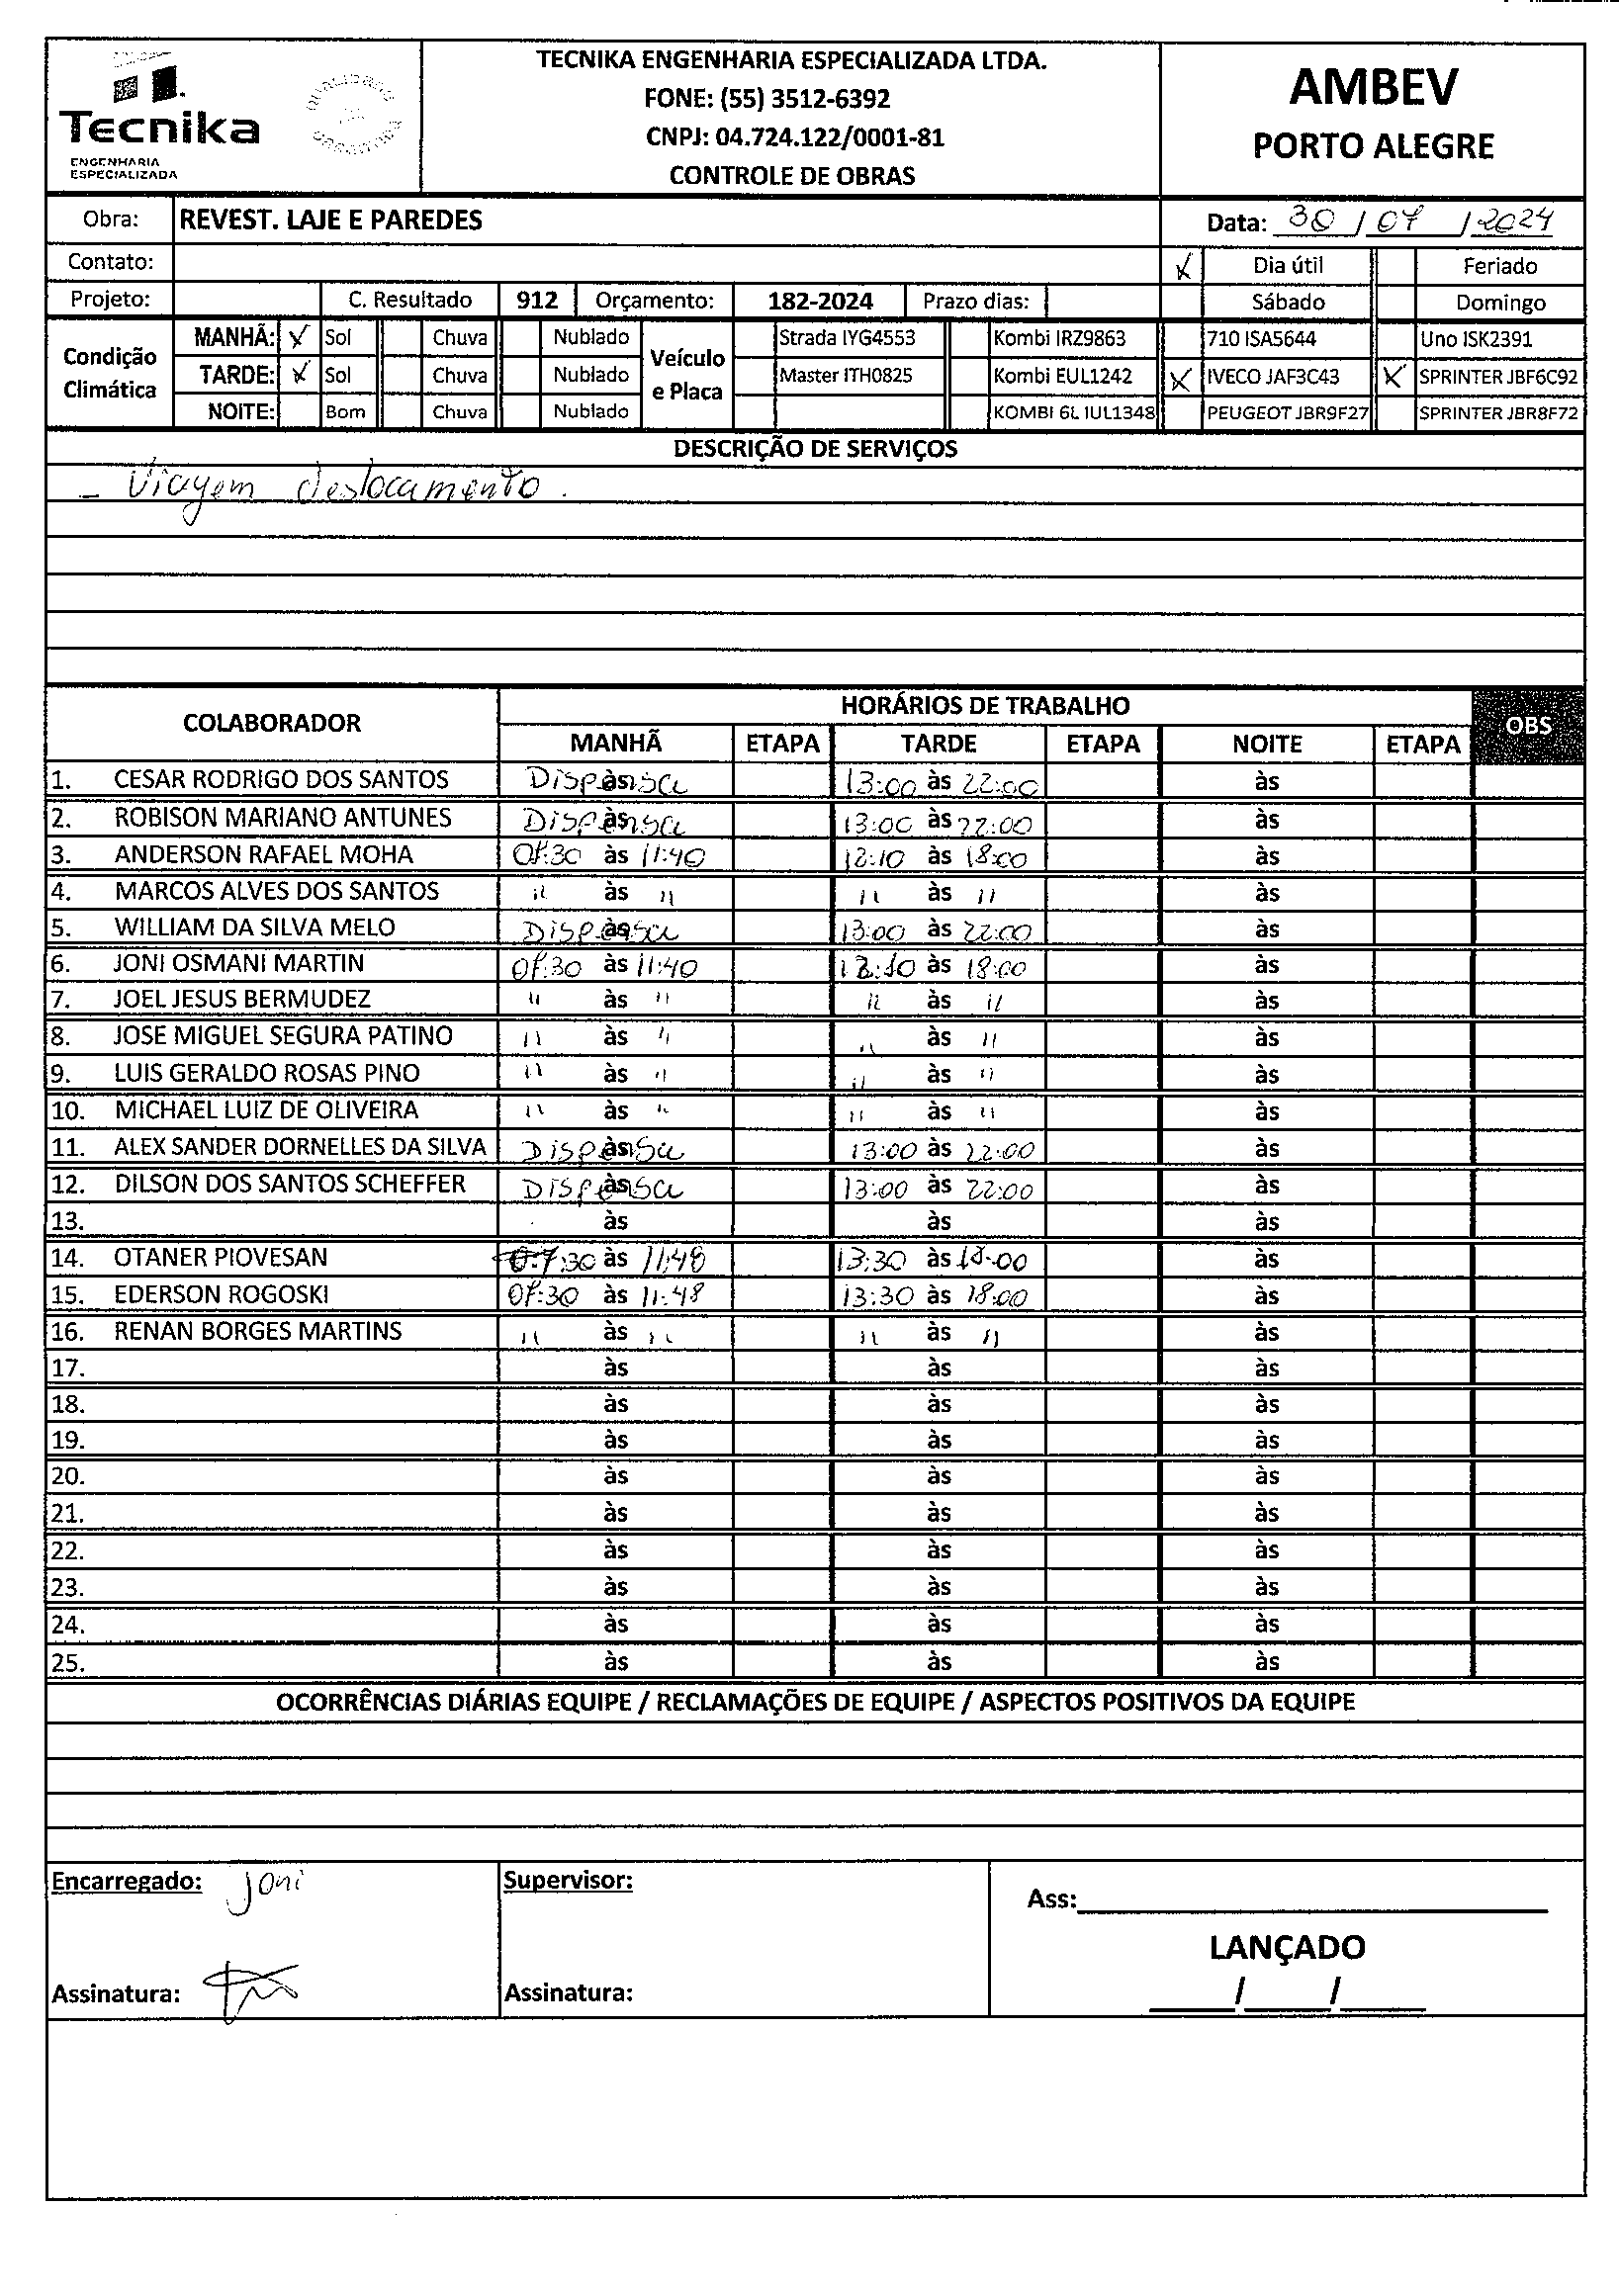 Tecnika
ENGENHARIA
ESPECIALIZADA
TECNIKA ENGENHARIA ESPECIALIZADA LTDA.
FONE: (55) 3512-6392
CNPJ: 04.724.122/0001-81
CONTROLE DE OBRAS
AMBEV
PORTO ALEGRE
Obra: REVEST. LAJE E PAREDES Data: 30 / 07 / 2024
Contato: Dia útil Feriado
Projeto: C. Resultado 912 Orçamento: 182-2024 Prazo dias: Sábado Domingo
Condição Climática
MANHÃ: Sol Chuva Nublado
TARDE: Sol Chuva Nublado
NOITE: Bom Chuva Nublado
Veículo e Placa
Strada IYG4553 Kombi IRZ9863 710 ISA5644 Uno ISK2391
Master ITH0825 Kombi EUL1242 IVECO JAF3C43 SPRINTER JBF6C92
KOMBI 6L IUL1348 PEUGEOT JBR9F27 SPRINTER JBR8F72
DESCRIÇÃO DE SERVIÇOS
- Viagem deslocamento.
COLABORADOR HORÁRIOS DE TRABALHO OBS
MANHÃ ETAPA TARDE ETAPA NOITE ETAPA
1. CESAR RODRIGO DOS SANTOS Dispensa às 13:00 às 22:00 às
2. ROBISON MARIANO ANTUNES Dispensa às 13:00 às 22:00 às
3. ANDERSON RAFAEL MOHA 07:30 às 11:40 12:10 às 18:00 às
4. MARCOS ALVES DOS SANTOS " às " " às " às
5. WILLIAM DA SILVA MELO Dispensa às 13:00 às 22:00 às
6. JONI OSMANI MARTIN 07:30 às 11:40 12:10 às 18:00 às
7. JOEL JESUS BERMUDEZ " às " " às " às
8. JOSE MIGUEL SEGURA PATINO " às " " às " às
9. LUIS GERALDO ROSAS PINO " às " " às " às
10. MICHAEL LUIZ DE OLIVEIRA " às " " às " às
11. ALEX SANDER DORNELLES DA SILVA Dispensa às 13:00 às 22:00 às
12. DILSON DOS SANTOS SCHEFFER Dispensa às 13:00 às 22:00 às
13. às às às
14. OTANER PIOVESAN 07:30 às 11:48 13:30 às 18:00 às
15. EDERSON ROGOSKI 07:30 às 11:48 13:30 às 18:00 às
16. RENAN BORGES MARTINS " às " " às " às
17. às às às
18. às às às
19. às às às
20. às às às
21. às às às
22. às às às
23. às às às
24. às às às
25. às às às
OCORRÊNCIAS DIÁRIAS EQUIPE / RECLAMAÇÕES DE EQUIPE / ASPECTOS POSITIVOS DA EQUIPE
Encarregado: Joni Supervisor: Ass:
LANÇADO
Assinatura: Assinatura: / /